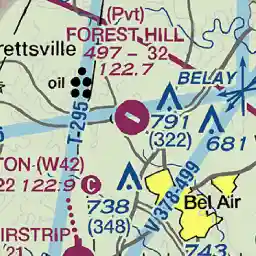 (Pvt)
FOREST HILL
rettsville
497 - 32
oil
122.7
BELAY
T-295
791
(322)
681
TON (W42)
22 122.9
C
738
(348)
V378-499
Bel Air
IRSTRIP
21
743